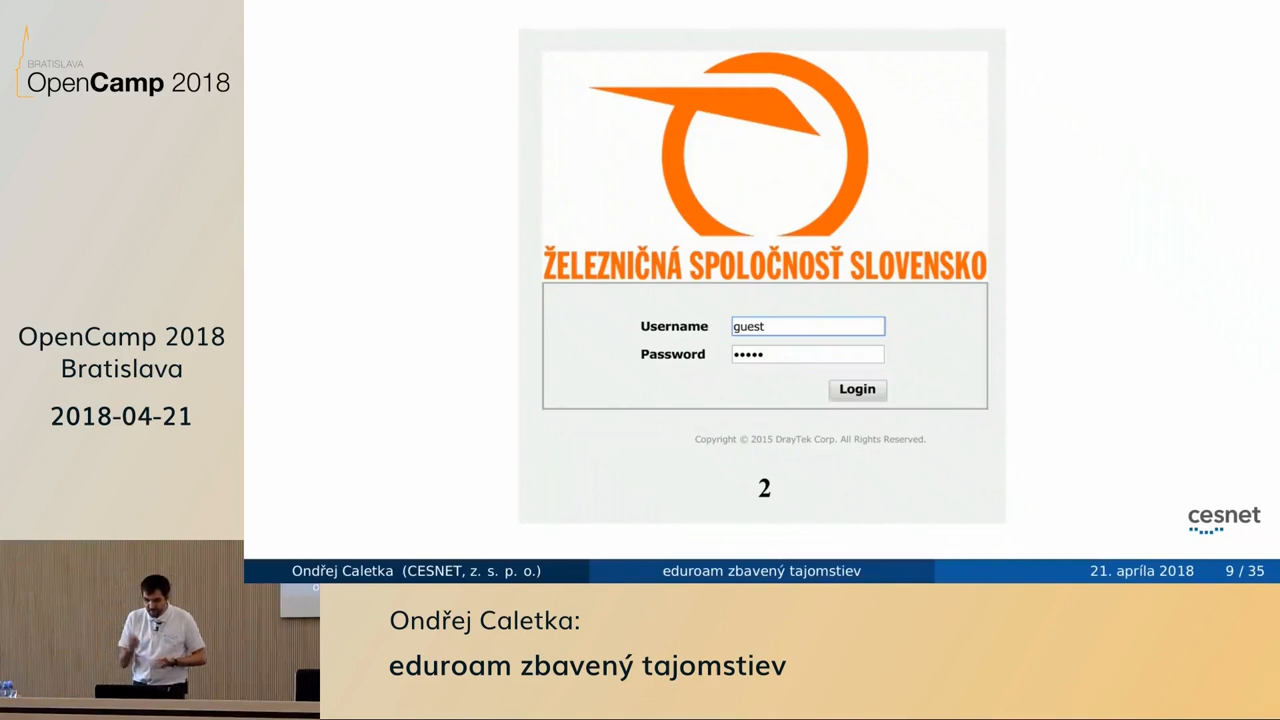 BRATISLAVA
OpenCamp 2018
OpenCamp 2018
Bratislava
2018-04-21
ŽELEZNIČNÁ SPOLOČNOSŤ SLOVENSKO
Username guest
Password •••••
Login
Copyright © 2015 DrayTek Corp. All Rights Reserved.
2
cesnet
Ondřej Caletka (CESNET, z. s. p. o.) eduroam zbavený tajomstiev 21. apríla 2018 9 / 35
Ondřej Caletka:
eduroam zbavený tajomstiev